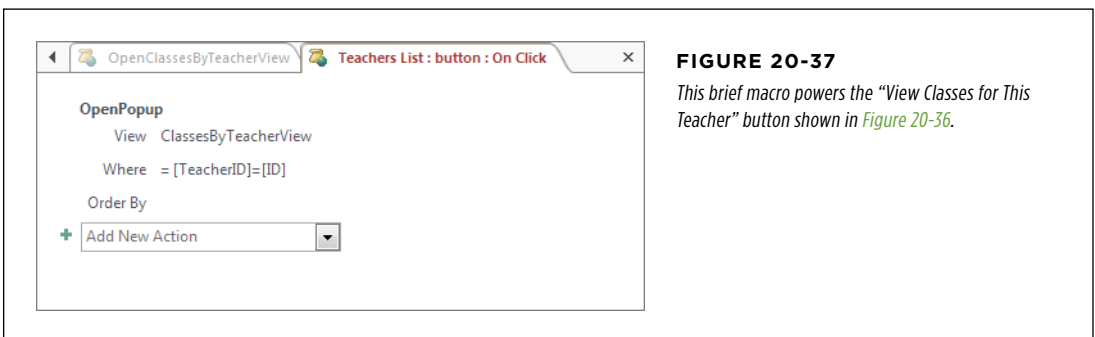 OpenClassesByTeacherView
Teachers List : button : On Click
OpenPopup
View ClassesByTeacherView
Where = [TeacherID]=[ID]
Order By
Add New Action
FIGURE 20-37
This brief macro powers the “View Classes for This
Teacher” button shown in Figure 20-36.